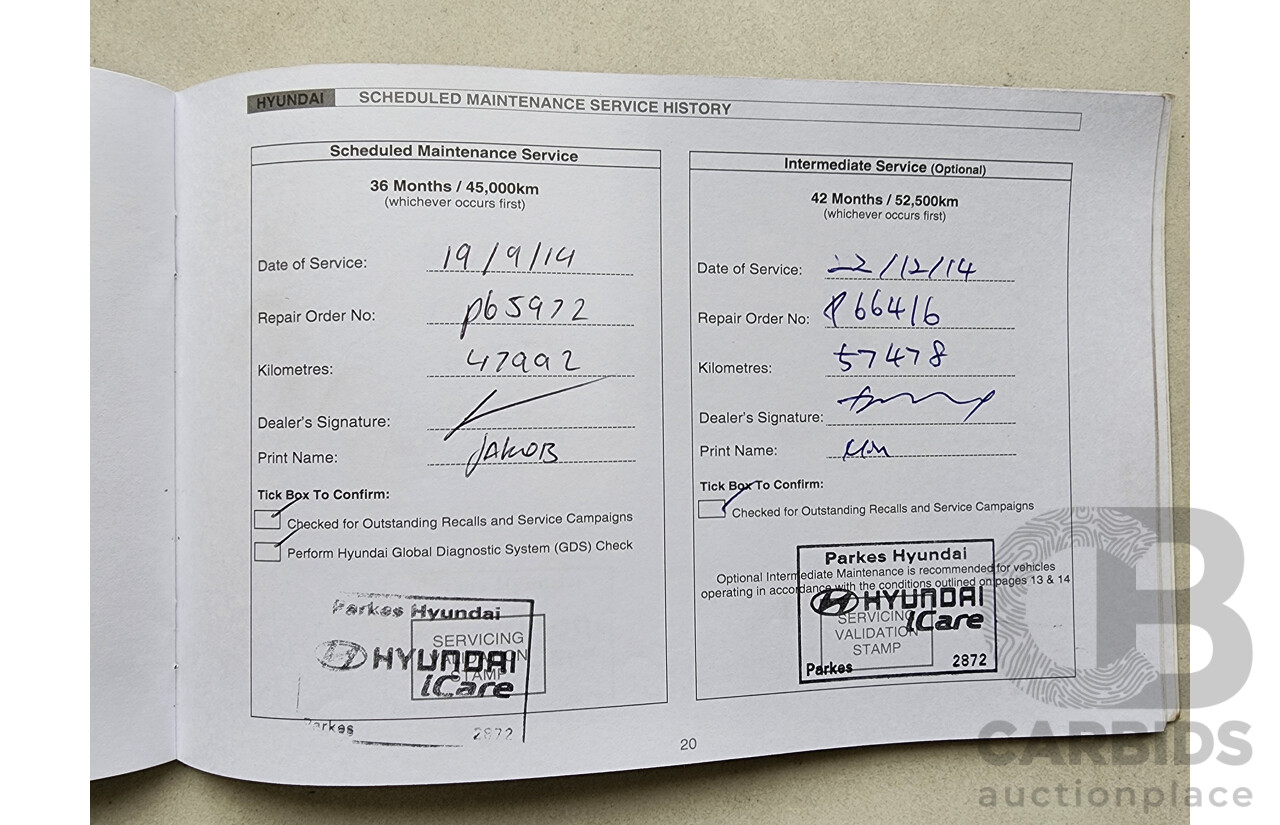 HYUNDAI SCHEDULED MAINTENANCE SERVICE HISTORY
Scheduled Maintenance Service
36 Months / 45,000km
(whichever occurs first)
Date of Service: 19/9/14
Repair Order No: P65972
Kilometres: 47992
Dealer's Signature:
Print Name: JAKOB
Tick Box To Confirm:
Checked for Outstanding Recalls and Service Campaigns
Perform Hyundai Global Diagnostic System (GDS) Check
Parkes Hyundai
SERVICING
HYUNDAI
STAMP
iCare
Parkes 2872
Intermediate Service (Optional)
42 Months / 52,500km
(whichever occurs first)
Date of Service: 22/12/14
Repair Order No: P66416
Kilometres: 57478
Dealer's Signature:
Print Name:
Tick Box To Confirm:
Checked for Outstanding Recalls and Service Campaigns
Parkes Hyundai
Optional Intermediate Maintenance is recommended for vehicles
operating in accordance with the conditions outlined on pages 13 & 14
HYUNDAI
SERVICING
iCare
VALIDATION
STAMP
Parkes 2872
20
CB
CARBIDS
auctionplace